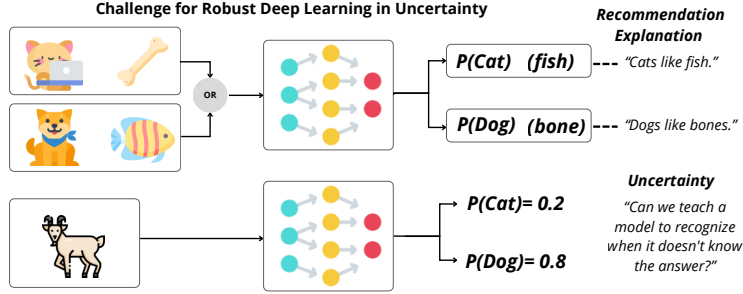 Challenge for Robust Deep Learning in Uncertainty
Recommendation
Explanation
OR
P(Cat) (fish)
“Cats like fish.”
P(Dog) (bone)
“Dogs like bones.”
P(Cat)= 0.2
P(Dog)= 0.8
Uncertainty
“Can we teach a
model to recognize
when it doesn't know
the answer?”